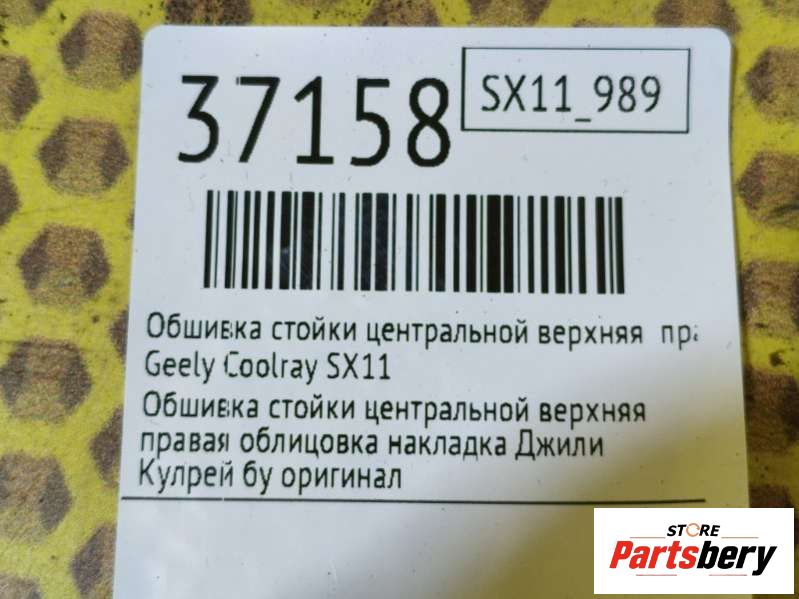 37158
SX11_989
Обшивка стойки центральной верхняя пра
Geely Coolray SX11
Обшивка стойки центральной верхняя
правая облицовка накладка Джили
Кулрей бу оригинал
STORE
Partsbery